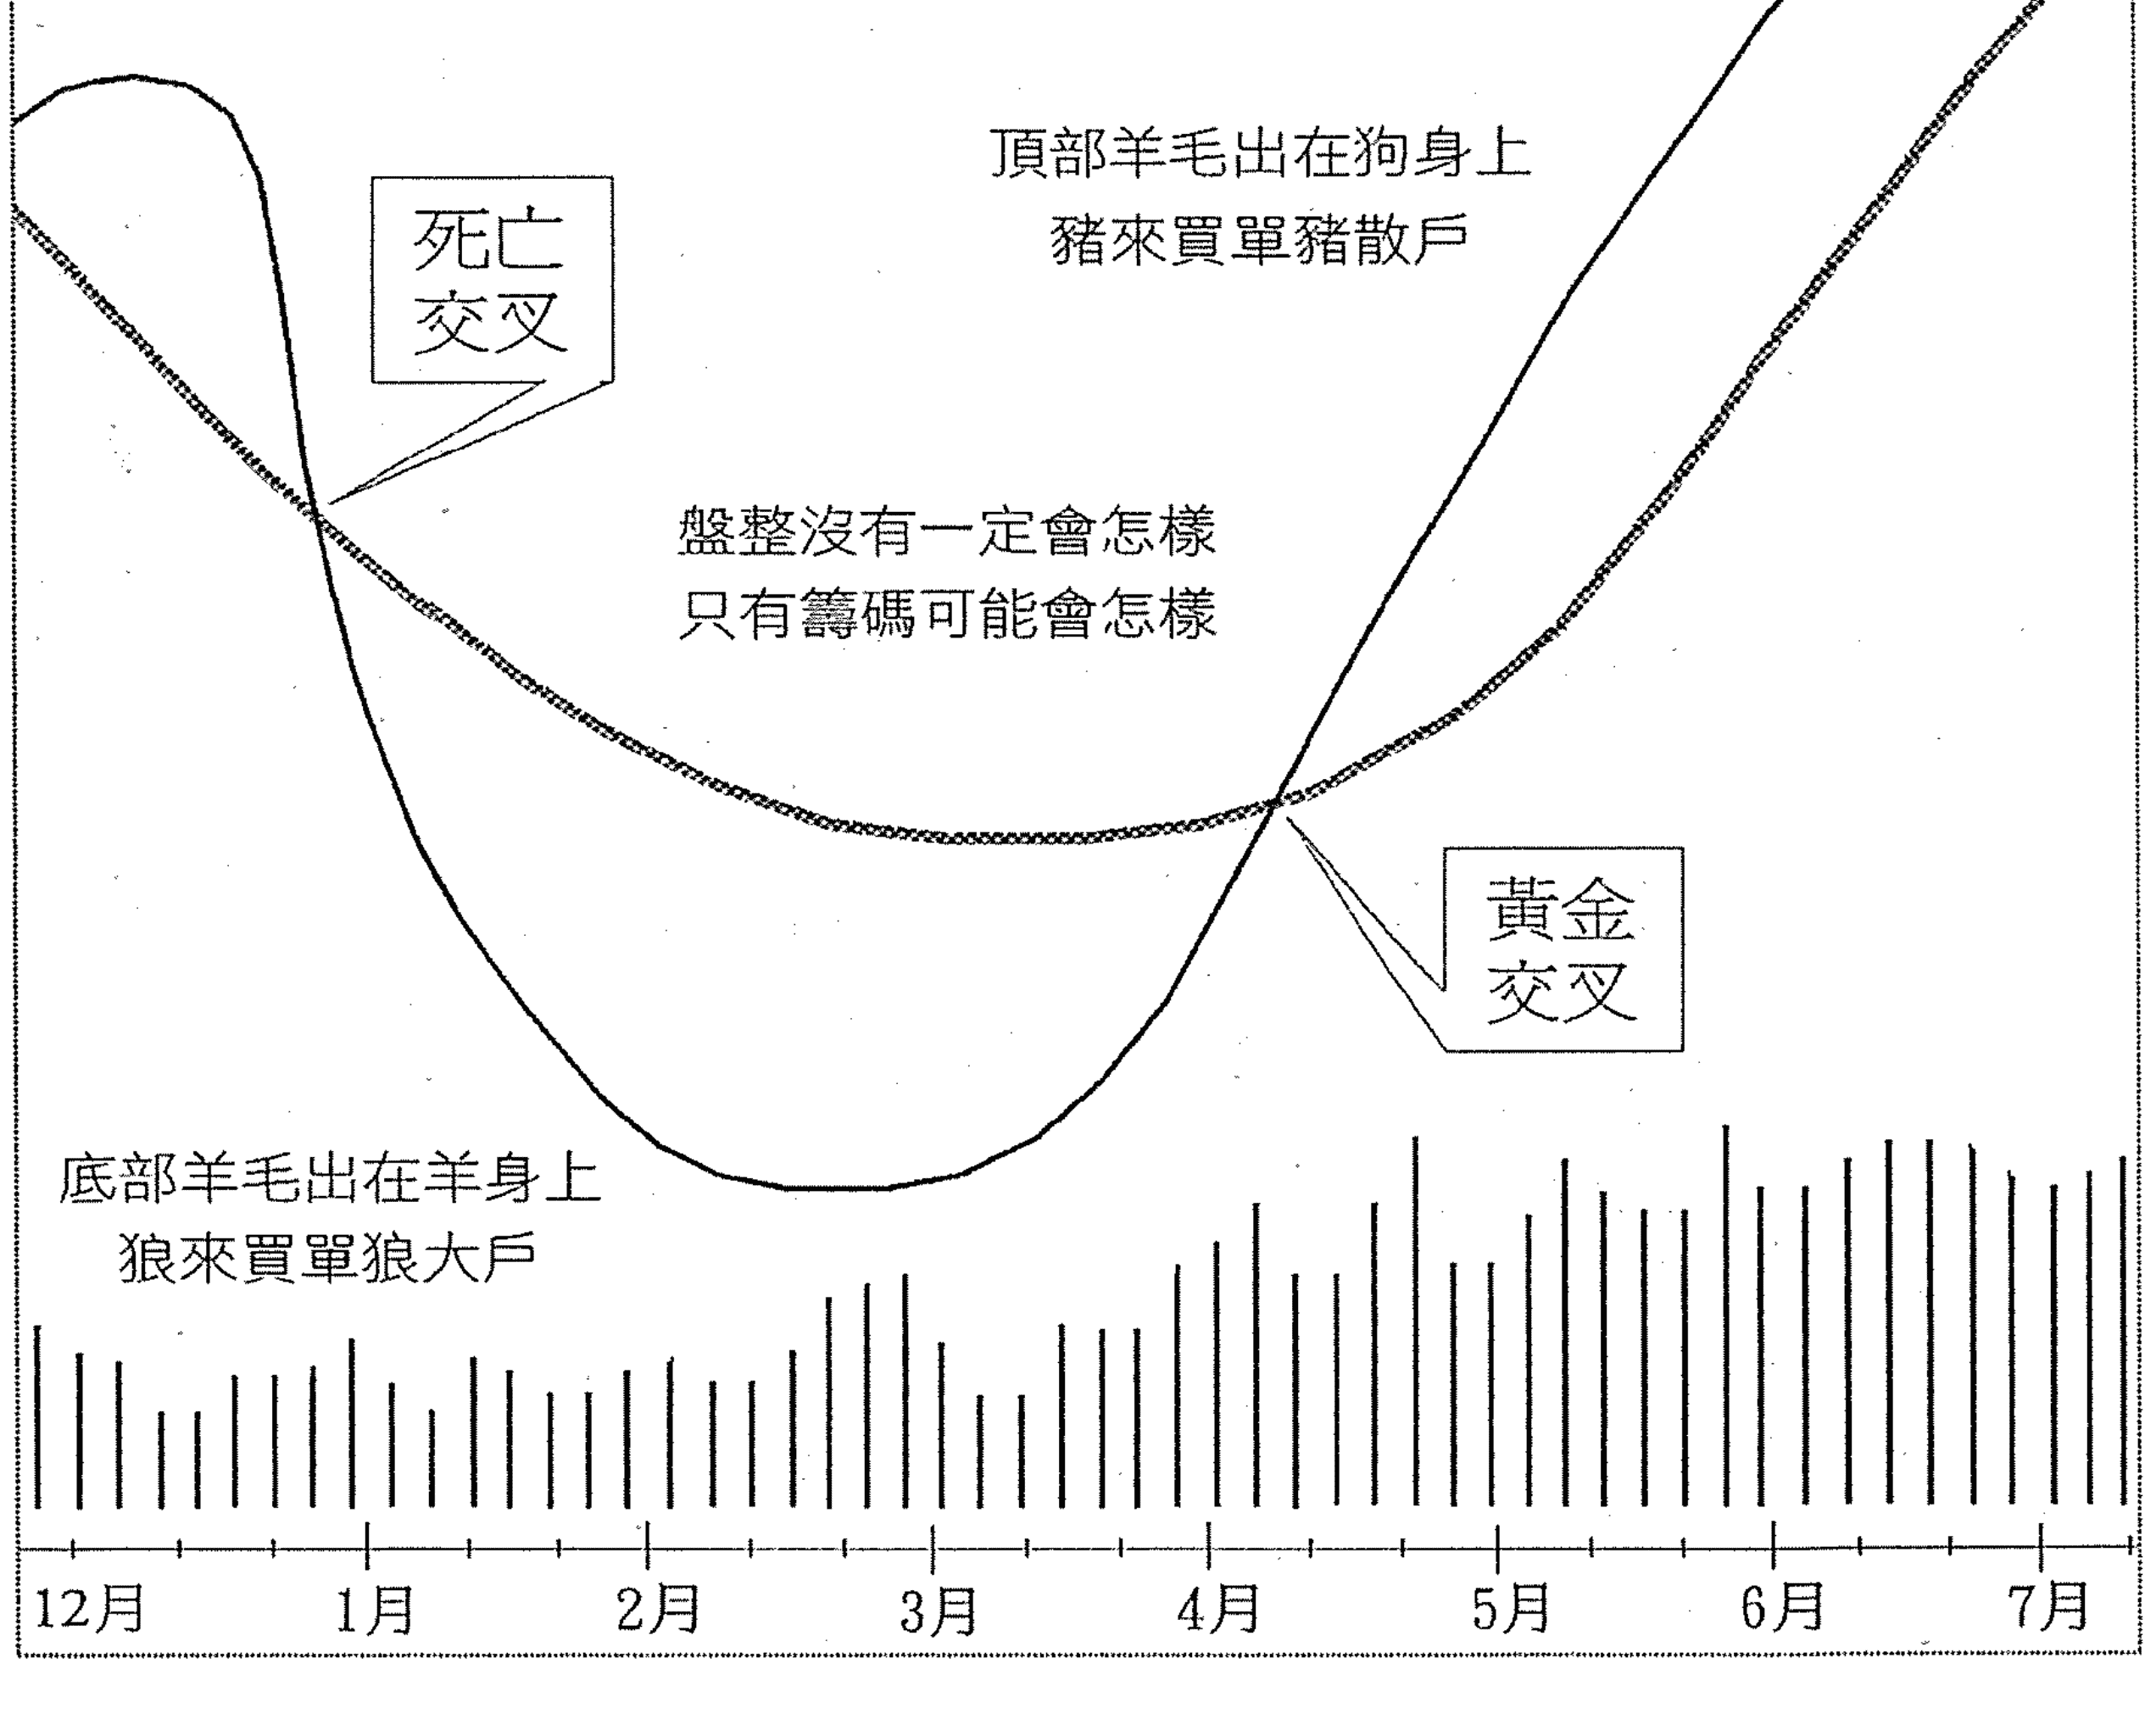 頂部羊毛出在狗身上
豬來買單豬散戶
死亡
交叉
盤整沒有一定會怎樣
只有籌碼可能會怎樣
黃金
交叉
底部羊毛出在羊身上
狼來買單狼大戶
12月 1月 2月 3月 4月 5月 6月 7月